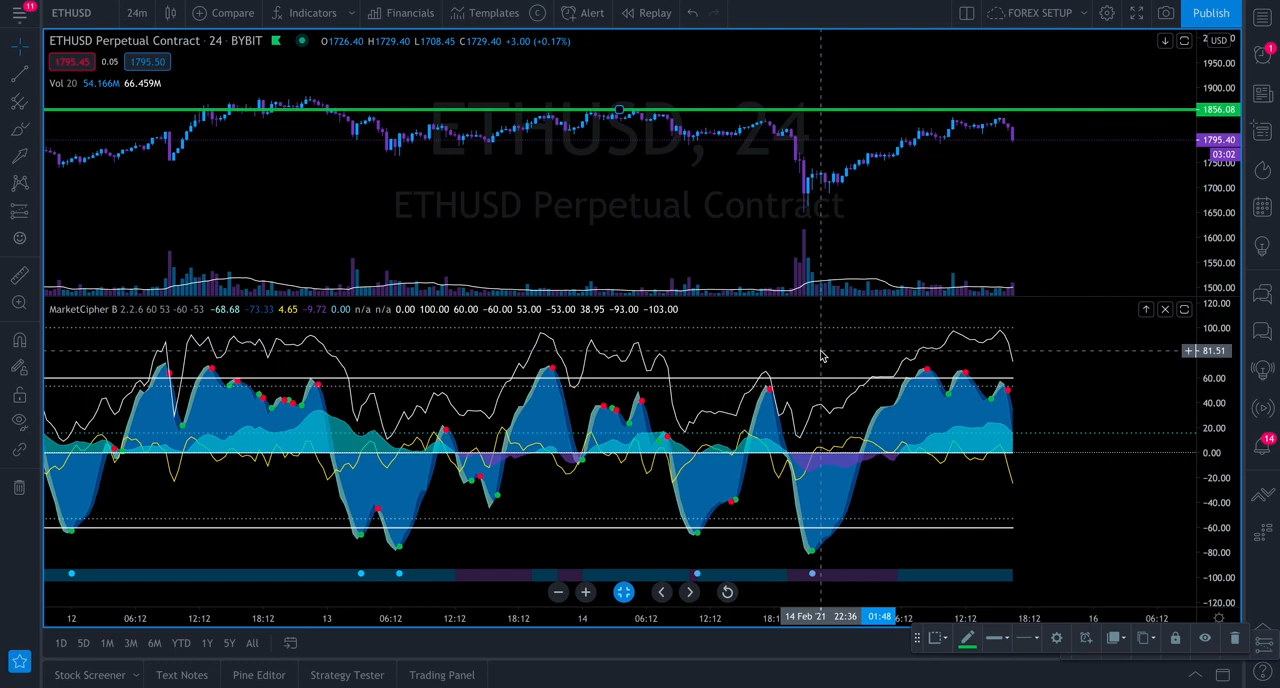 11
ETHUSD
24m
Compare
Indicators
Financials
Templates
Alert
Replay
FOREX SETUP
Publish
ETHUSD Perpetual Contract · 24 · BYBIT
O1726.40 H1729.40 L1708.45 C1729.40 +3.00 (+0.17%)
1795.45
0.05
1795.50
Vol 20 54.166M 66.459M
ETHUSD, 24
ETHUSD Perpetual Contract
USD
1950.00
1900.00
1856.08
1795.40
03:02
1750.00
1700.00
1650.00
1600.00
1550.00
1500.00
MarketCipher B 2.2.6 60 53 -60 -53 −68.68 −73.33 4.65 −9.72 0.00 n/a n/a 0.00 100.00 60.00 −60.00 53.00 −53.00 38.95 −93.00 −103.00
120.00
100.00
81.51
60.00
40.00
20.00
0.00
−20.00
−40.00
−60.00
−80.00
−100.00
−120.00
12 06:12 12:12 18:12 13 06:12 12:12 18:12 14 06:12 12:12 18:1 14 Feb '21 22:36 01:48 6:12 12:12 18:12 16 06:12
1D 5D 1M 3M 6M YTD 1Y 5Y All
Stock Screener
Text Notes
Pine Editor
Strategy Tester
Trading Panel
1
14